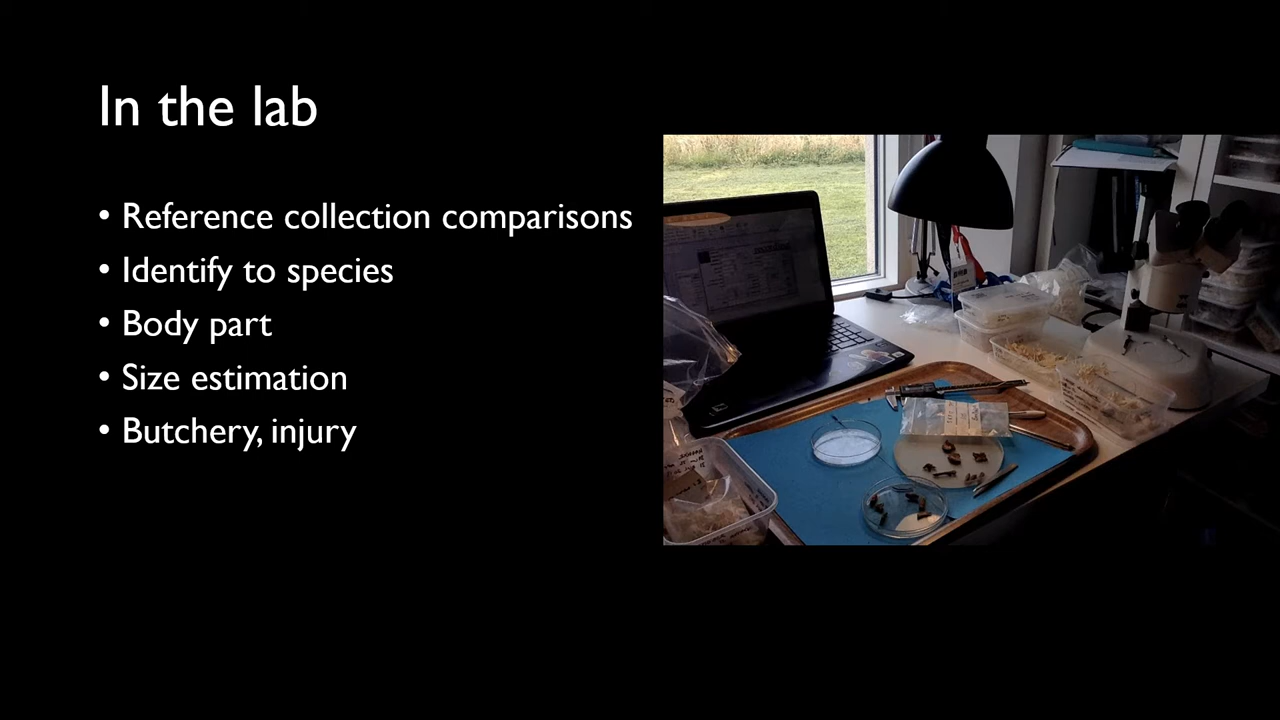 In the lab
• Reference collection comparisons
• Identify to species
• Body part
• Size estimation
• Butchery, injury